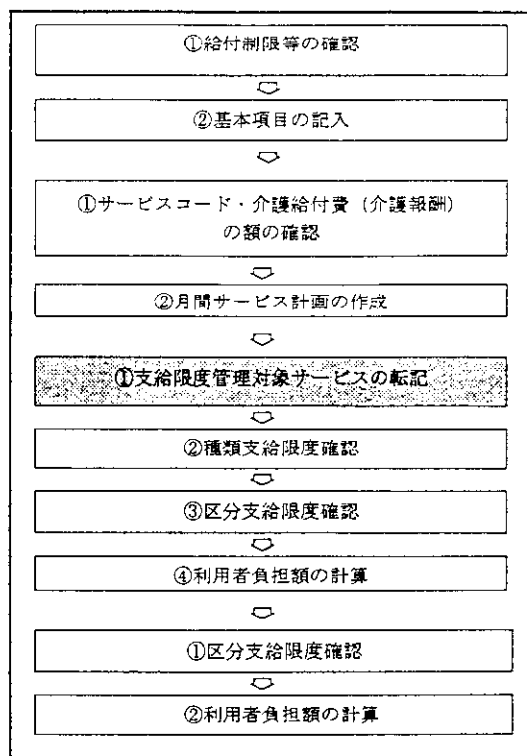 ①給付制限等の確認
②基本項目の記入
①サービスコード・介護給付費（介護報酬）
の額の確認
②月間サービス計画の作成
①支給限度管理対象サービスの転記
②種類支給限度確認
③区分支給限度確認
④利用者負担額の計算
①区分支給限度確認
②利用者負担額の計算